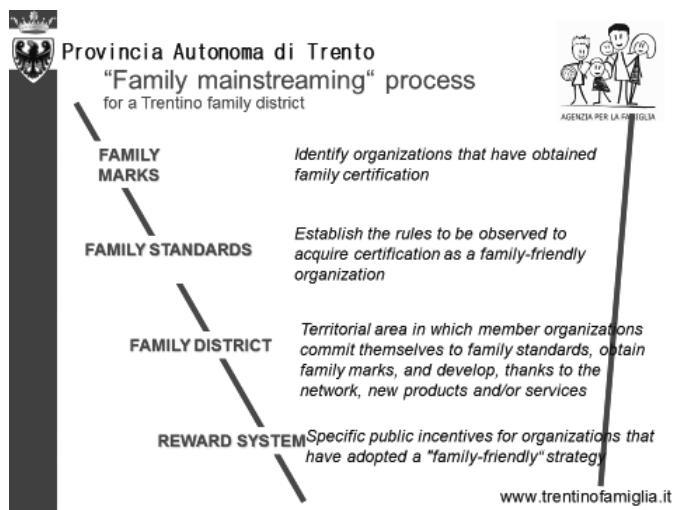 Provincia Autonoma di Trento
“Family mainstreaming“ process
for a Trentino family district
AGENZIA PER LA FAMIGLIA
FAMILY
MARKS
Identify organizations that have obtained
family certification
FAMILY STANDARDS
Establish the rules to be observed to
acquire certification as a family-friendly
organization
FAMILY DISTRICT
Territorial area in which member organizations
commit themselves to family standards, obtain
family marks, and develop, thanks to the
network, new products and/or services
REWARD SYSTEM
Specific public incentives for organizations that
have adopted a "family-friendly“ strategy
www.trentinofamiglia.it